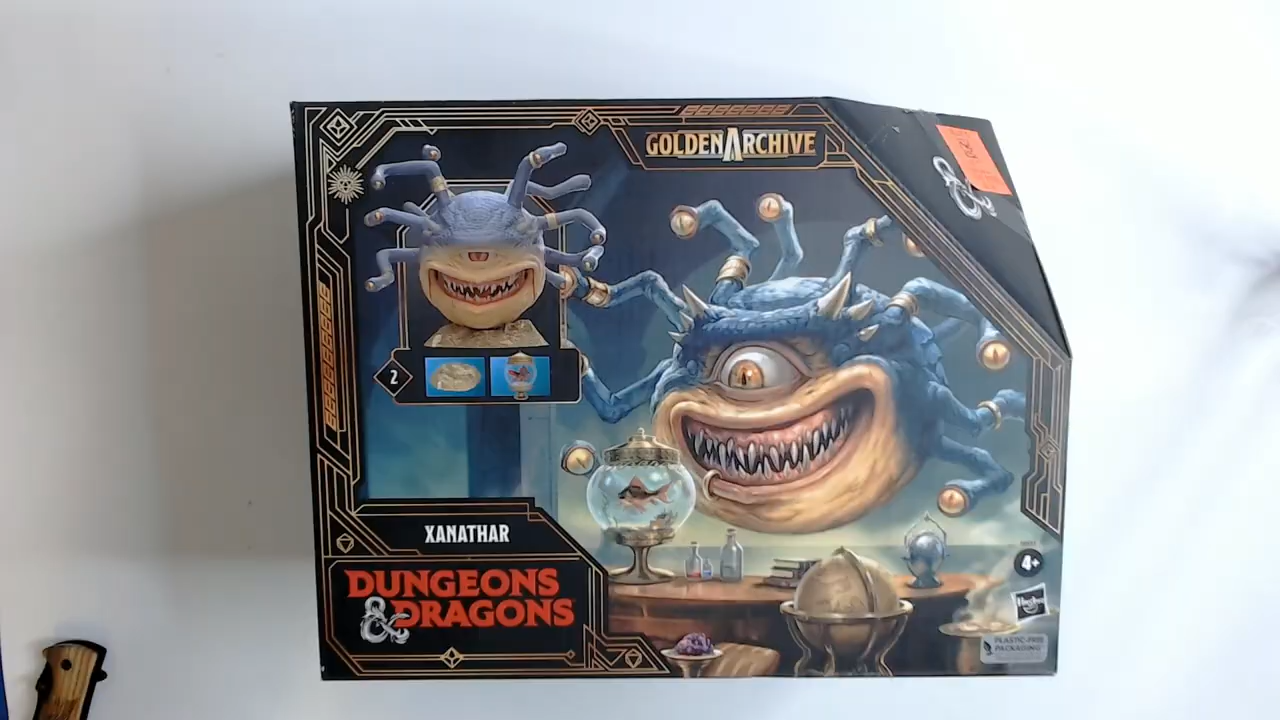 GOLDEN ARCHIVE
2
XANATHAR
DUNGEONS
& DRAGONS
4+
Hasbro
PLASTIC-FREE
PACKAGING